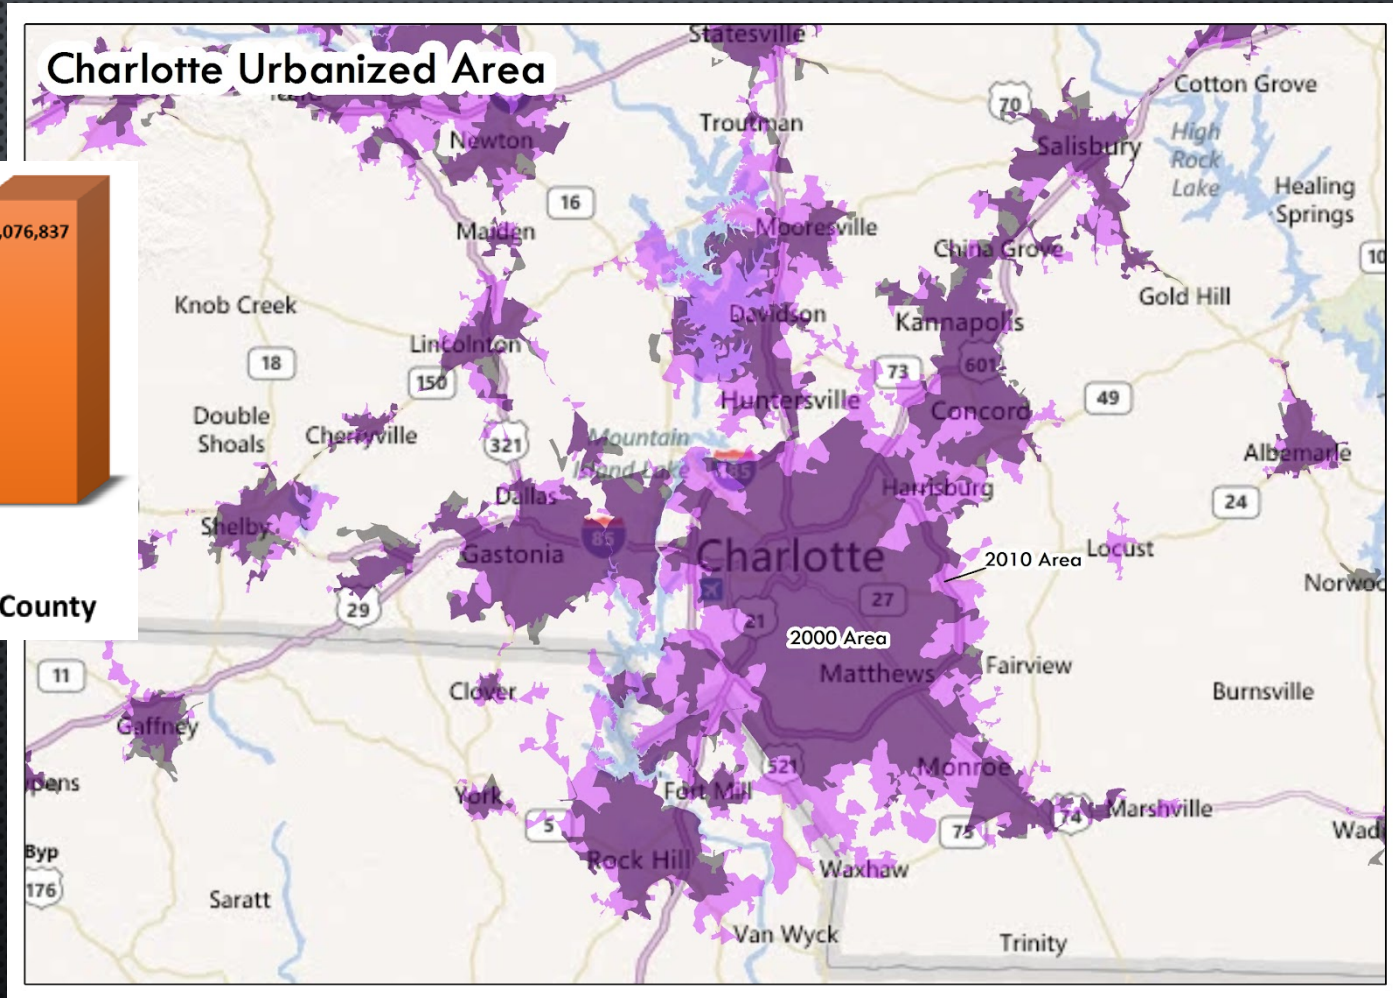 Charlotte Urbanized Area
Statesville
Cotton Grove
70
Troutman
Newton
Salisbury
High
Rock
Lake
Healing
Springs
16
,076,837
Maiden
Mooresville
China Grove
10
Knob Creek
Gold Hill
Davidson
Kannapolis
Lincolnton
18
150
73
601
49
Huntersville
Concord
Double
Shoals
Cherryville
321
Mountain
Island Lake
85
Albemarle
Dallas
Harrisburg
24
Shelby
85
Gastonia
Charlotte
2010 Area
Locust
Norwoo
County
29
27
21
2000 Area
11
Matthews
Fairview
Clover
Burnsville
Gaffney
521
Monroe
pens
York
Fort Mill
74
Marshville
5
75
Wad
Byp
176
Rock Hill
Waxhaw
Saratt
Van Wyck
Trinity